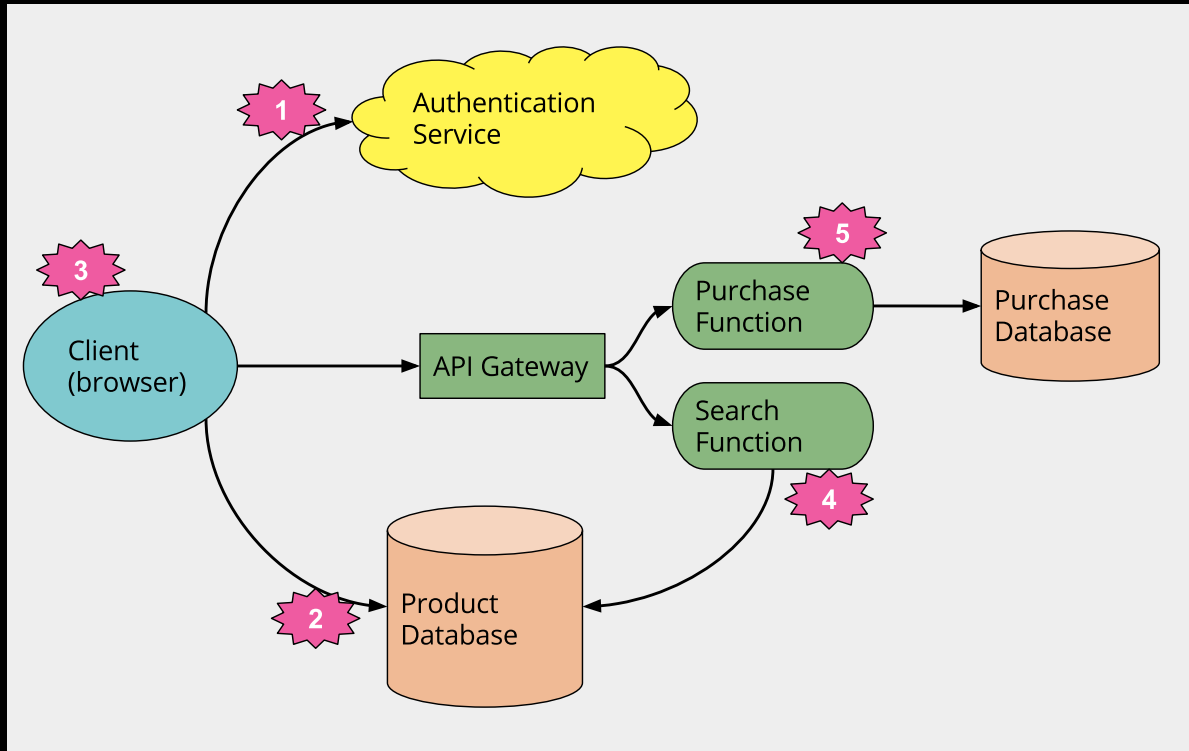 1
Authentication
Service
3
Client
(browser)
API Gateway
5
Purchase
Function
Purchase
Database
Search
Function
4
2
Product
Database